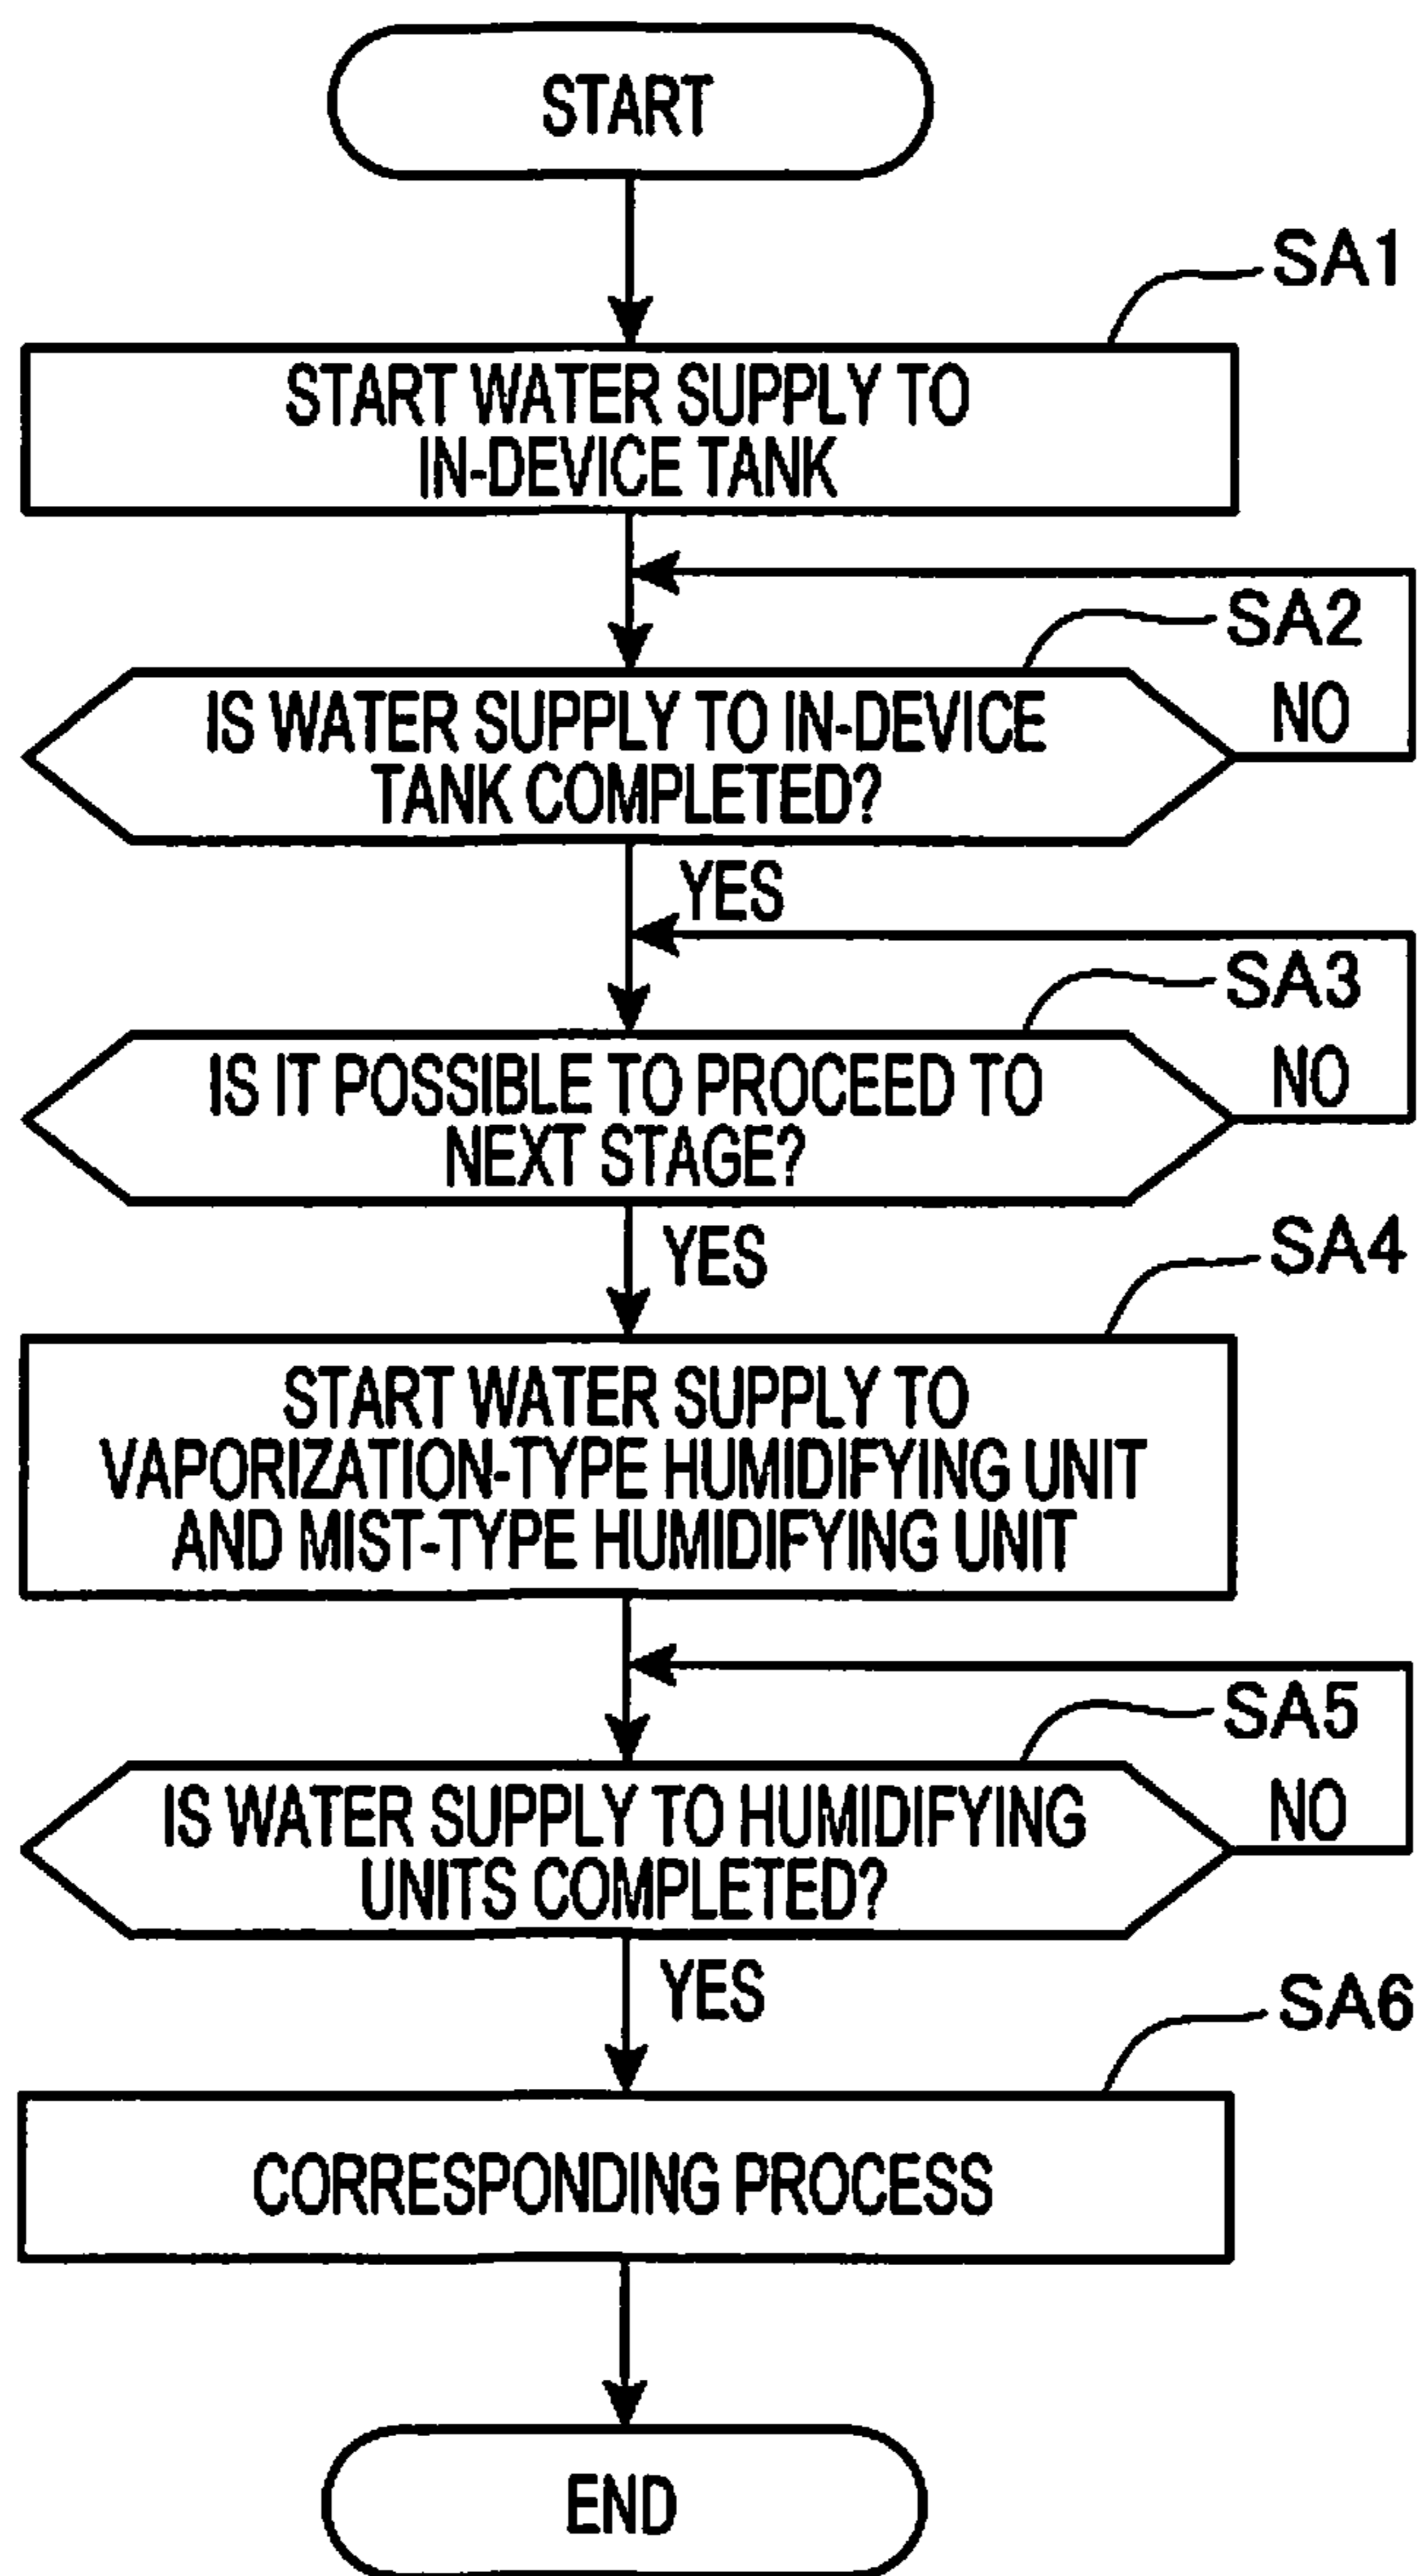 START
SA1
START WATER SUPPLY TO
IN-DEVICE TANK
SA2
IS WATER SUPPLY TO IN-DEVICE
TANK COMPLETED?
NO
YES
SA3
IS IT POSSIBLE TO PROCEED TO
NEXT STAGE?
NO
YES
SA4
START WATER SUPPLY TO
VAPORIZATION-TYPE HUMIDIFYING UNIT
AND MIST-TYPE HUMIDIFYING UNIT
SA5
IS WATER SUPPLY TO HUMIDIFYING
UNITS COMPLETED?
NO
YES
SA6
CORRESPONDING PROCESS
END